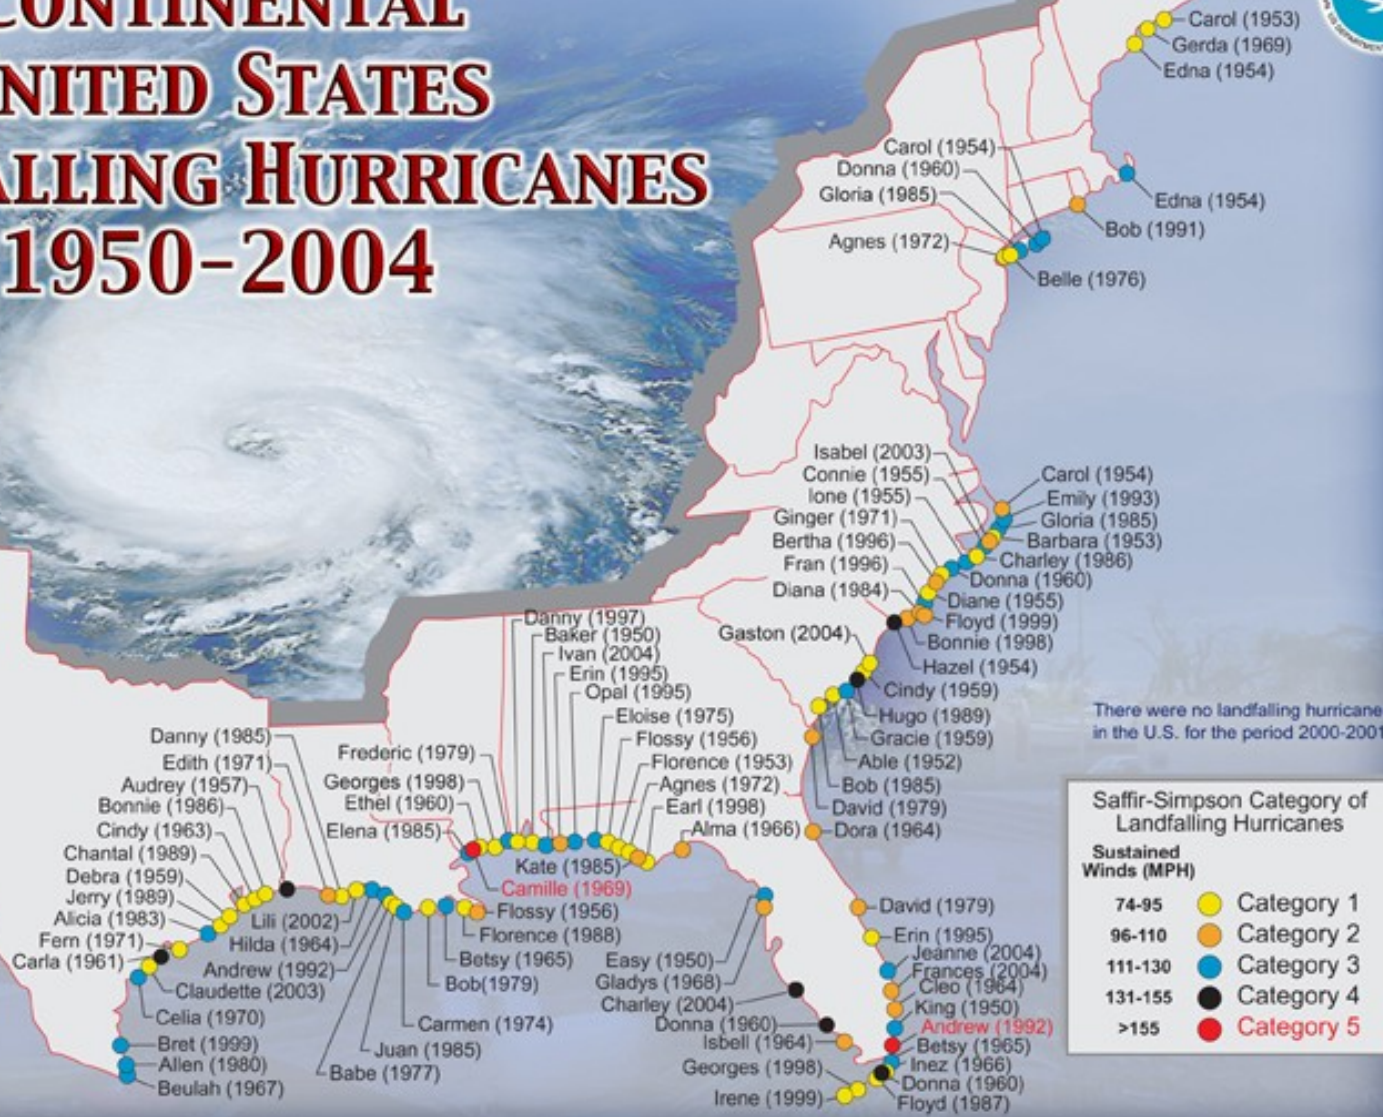 CONTINENTAL
UNITED STATES
ALLING HURRICANES
1950-2004
Carol (1953)
Gerda (1969)
Edna (1954)
Carol (1954)
Donna (1960)
Gloria (1985)
Agnes (1972)
Edna (1954)
Bob (1991)
Belle (1976)
Isabel (2003)
Connie (1955)
Ione (1955)
Ginger (1971)
Bertha (1996)
Fran (1996)
Diana (1984)
Carol (1954)
Emily (1993)
Gloria (1985)
Barbara (1953)
Charley (1986)
Donna (1960)
Diane (1955)
Floyd (1999)
Bonnie (1998)
Hazel (1954)
Gaston (2004)
Cindy (1959)
Hugo (1989)
Gracie (1959)
Able (1952)
Bob (1985)
David (1979)
Dora (1964)
Danny (1997)
Baker (1950)
Ivan (2004)
Erin (1995)
Opal (1995)
Eloise (1975)
Flossy (1956)
Florence (1953)
Agnes (1972)
Earl (1998)
Alma (1966)
Frederic (1979)
Georges (1998)
Ethel (1960)
Elena (1985)
Kate (1985)
Camille (1969)
Danny (1985)
Edith (1971)
Audrey (1957)
Bonnie (1986)
Cindy (1963)
Chantal (1989)
Debra (1959)
Jerry (1989)
Alicia (1983)
Fern (1971)
Carla (1961)
Lili (2002)
Hilda (1964)
Andrew (1992)
Claudette (2003)
Celia (1970)
Bret (1999)
Allen (1980)
Beulah (1967)
Flossy (1956)
Florence (1988)
Betsy (1965)
Bob(1979)
Carmen (1974)
Juan (1985)
Babe (1977)
Easy (1950)
Gladys (1968)
Charley (2004)
Donna (1960)
Isbell (1964)
Georges (1998)
Irene (1999)
David (1979)
Erin (1995)
Jeanne (2004)
Frances (2004)
Cleo (1964)
King (1950)
Andrew (1992)
Betsy (1965)
Inez (1966)
Donna (1960)
Floyd (1987)
There were no landfalling hurricane
in the U.S. for the period 2000-2001
Saffir-Simpson Category of
Landfalling Hurricanes
Sustained
Winds (MPH)
74-95 Category 1
96-110 Category 2
111-130 Category 3
131-155 Category 4
>155 Category 5